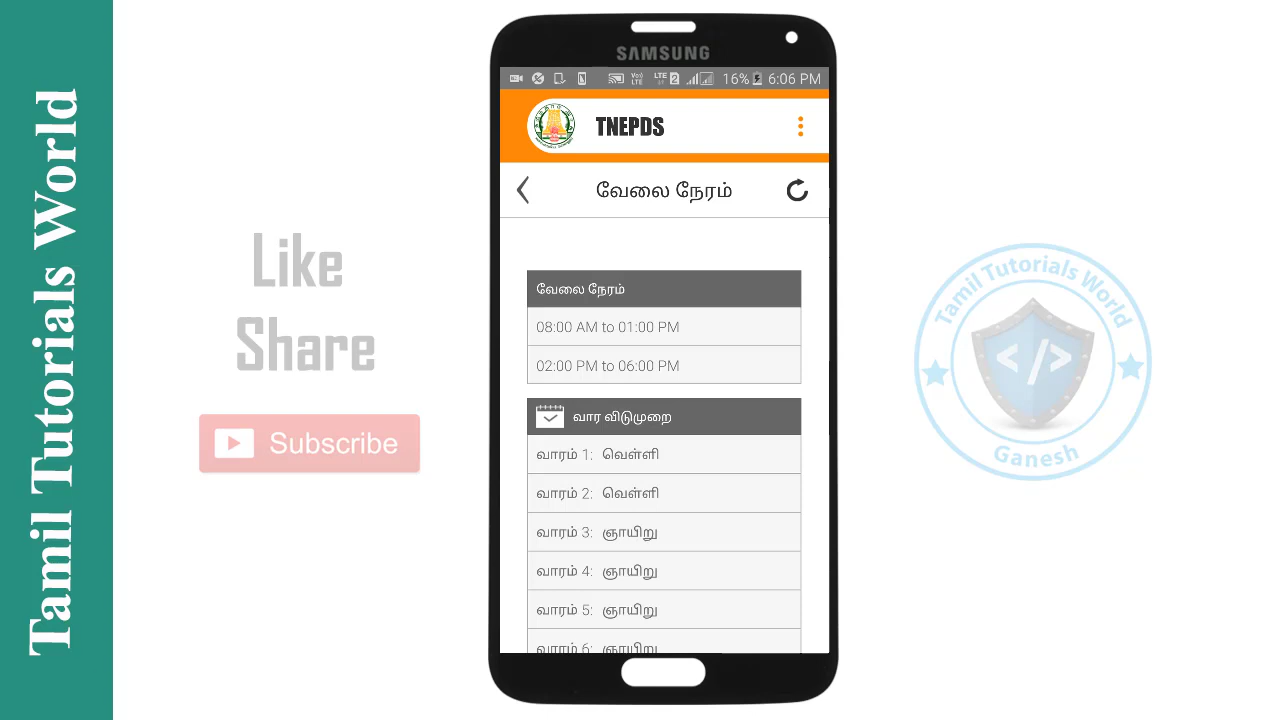 Tamil Tutorials World
Like
Share
Subscribe
SAMSUNG
LTE 2 16% 6:06 PM
TNEPDS
வேலை நேரம்
வேலை நேரம்
08:00 AM to 01:00 PM
02:00 PM to 06:00 PM
வார விடுமுறை
வாரம் 1: வெள்ளி
வாரம் 2: வெள்ளி
வாரம் 3: ஞாயிறு
வாரம் 4: ஞாயிறு
வாரம் 5: ஞாயிறு
வாரம் 6: ஞாயிறு
Tamil Tutorials World
</>
Ganesh